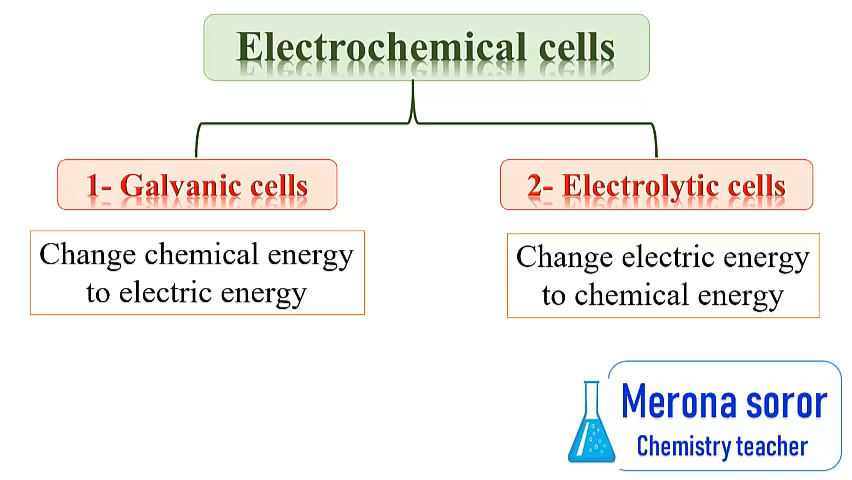 Electrochemical cells
1- Galvanic cells
2- Electrolytic cells
Change chemical energy
to electric energy
Change electric energy
to chemical energy
Merona soror
Chemistry teacher